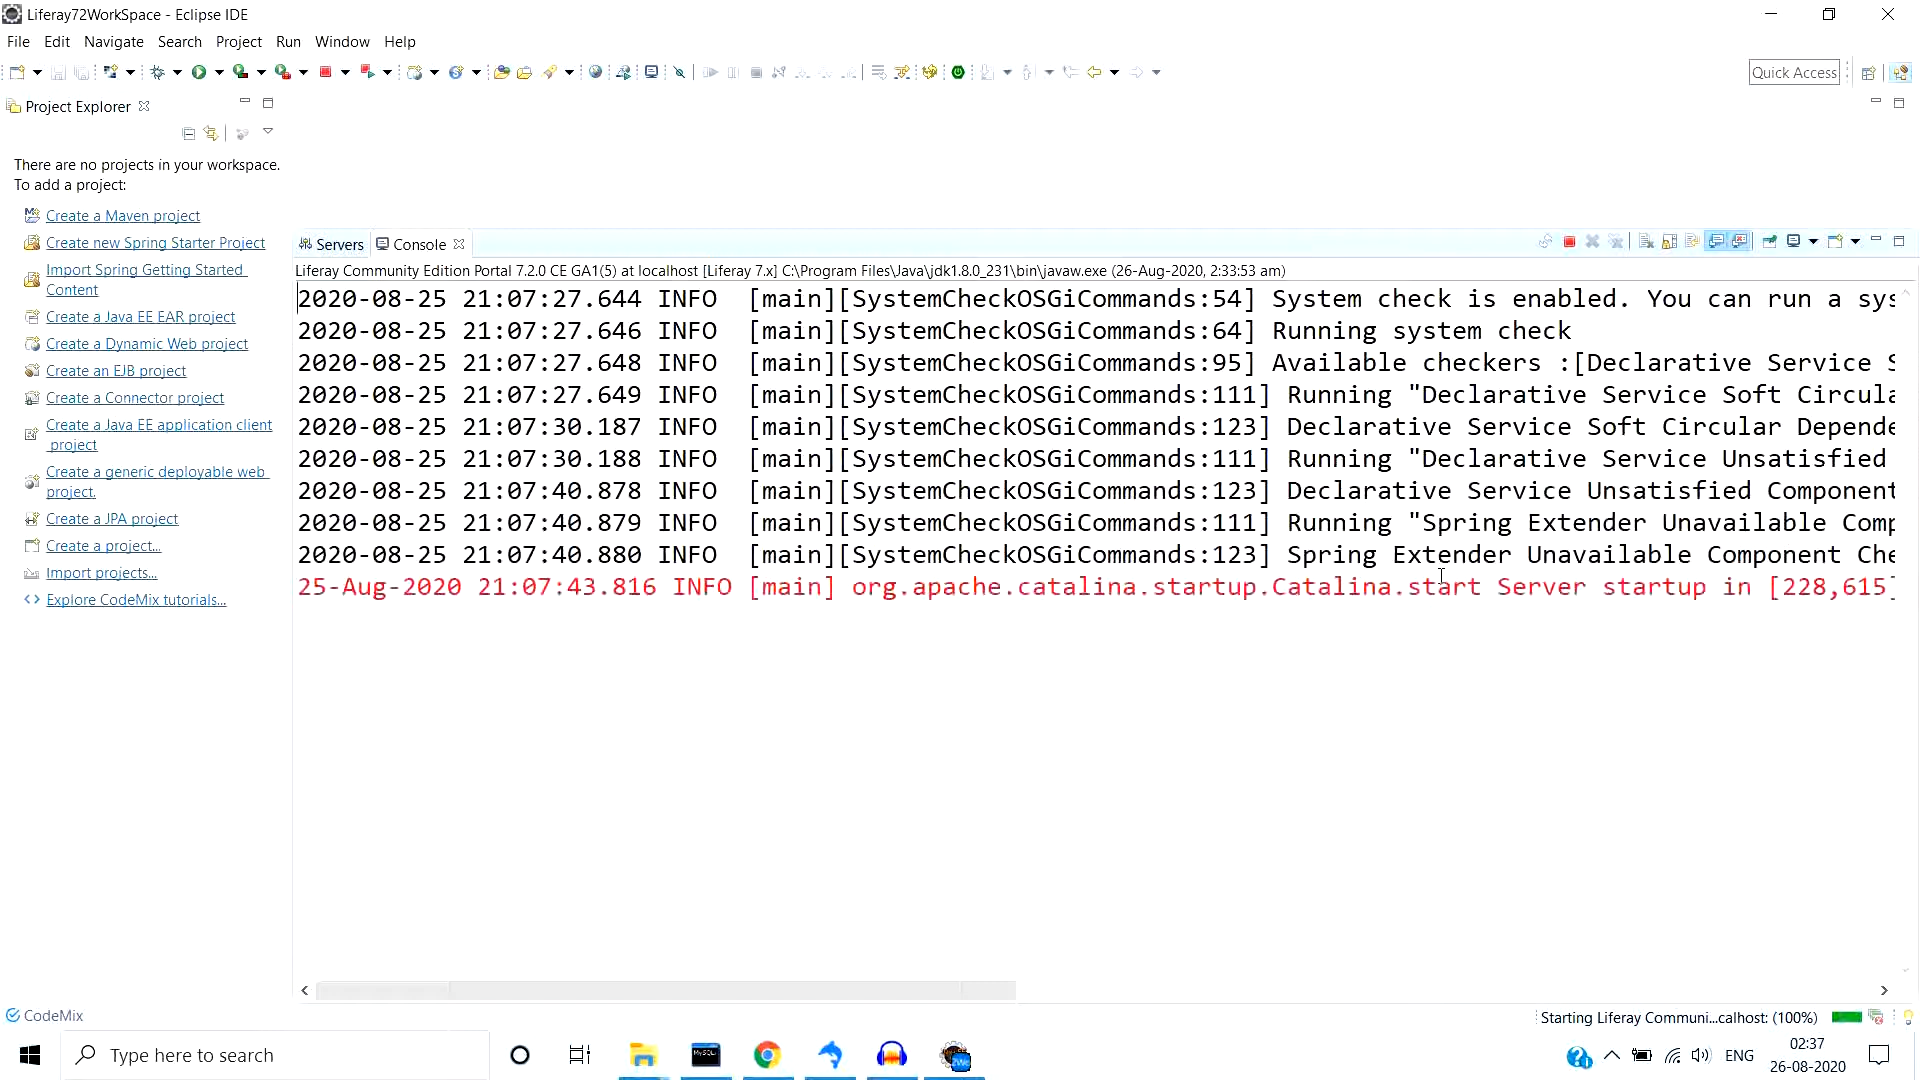 Liferay72WorkSpace - Eclipse IDE
File Edit Navigate Search Project Run Window Help
Quick Access
Project Explorer
There are no projects in your workspace.
To add a project:
Create a Maven project
Create new Spring Starter Project
Import Spring Getting Started
Content
Create a Java EE EAR project
Create a Dynamic Web project
Create an EJB project
Create a Connector project
Create a Java EE application client
project
Create a generic deployable web
project.
Create a JPA project
Create a project...
Import projects...
Explore CodeMix tutorials...
Servers Console
Liferay Community Edition Portal 7.2.0 CE GA1(5) at localhost [Liferay 7.x] C:\Program Files\Java\jdk1.8.0_231\bin\javaw.exe (26-Aug-2020, 2:33:53 am)
2020-08-25 21:07:27.644 INFO [main][SystemCheckOSGiCommands:54] System check is enabled. You can run a sys
2020-08-25 21:07:27.646 INFO [main][SystemCheckOSGiCommands:64] Running system check
2020-08-25 21:07:27.648 INFO [main][SystemCheckOSGiCommands:95] Available checkers :[Declarative Service S
2020-08-25 21:07:27.649 INFO [main][SystemCheckOSGiCommands:111] Running "Declarative Service Soft Circula
2020-08-25 21:07:30.187 INFO [main][SystemCheckOSGiCommands:123] Declarative Service Soft Circular Depende
2020-08-25 21:07:30.188 INFO [main][SystemCheckOSGiCommands:111] Running "Declarative Service Unsatisfied
2020-08-25 21:07:40.878 INFO [main][SystemCheckOSGiCommands:123] Declarative Service Unsatisfied Component
2020-08-25 21:07:40.879 INFO [main][SystemCheckOSGiCommands:111] Running "Spring Extender Unavailable Comp
2020-08-25 21:07:40.880 INFO [main][SystemCheckOSGiCommands:123] Spring Extender Unavailable Component Che
25-Aug-2020 21:07:43.816 INFO [main] org.apache.catalina.startup.Catalina.start Server startup in [228,615]
CodeMix
Starting Liferay Communi...calhost: (100%)
Type here to search
MySQL
ENG
02:37
26-08-2020